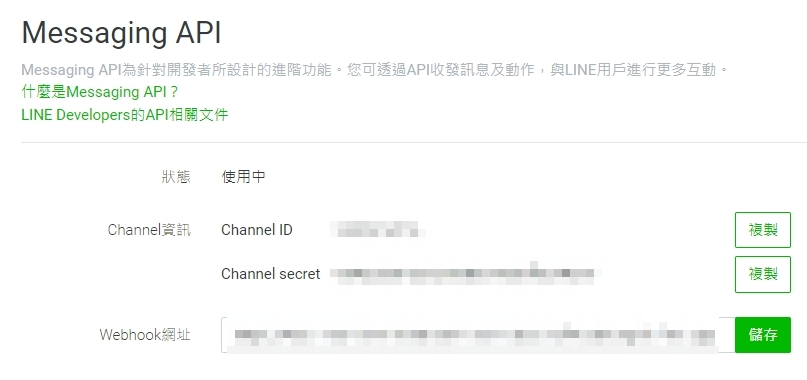 Messaging API
Messaging API為針對開發者所設計的進階功能。您可透過API收發訊息及動作，與LINE用戶進行更多互動。
什麼是Messaging API？
LINE Developers的API相關文件
狀態 使用中
Channel資訊 Channel ID 複製
Channel secret 複製
Webhook網址 儲存